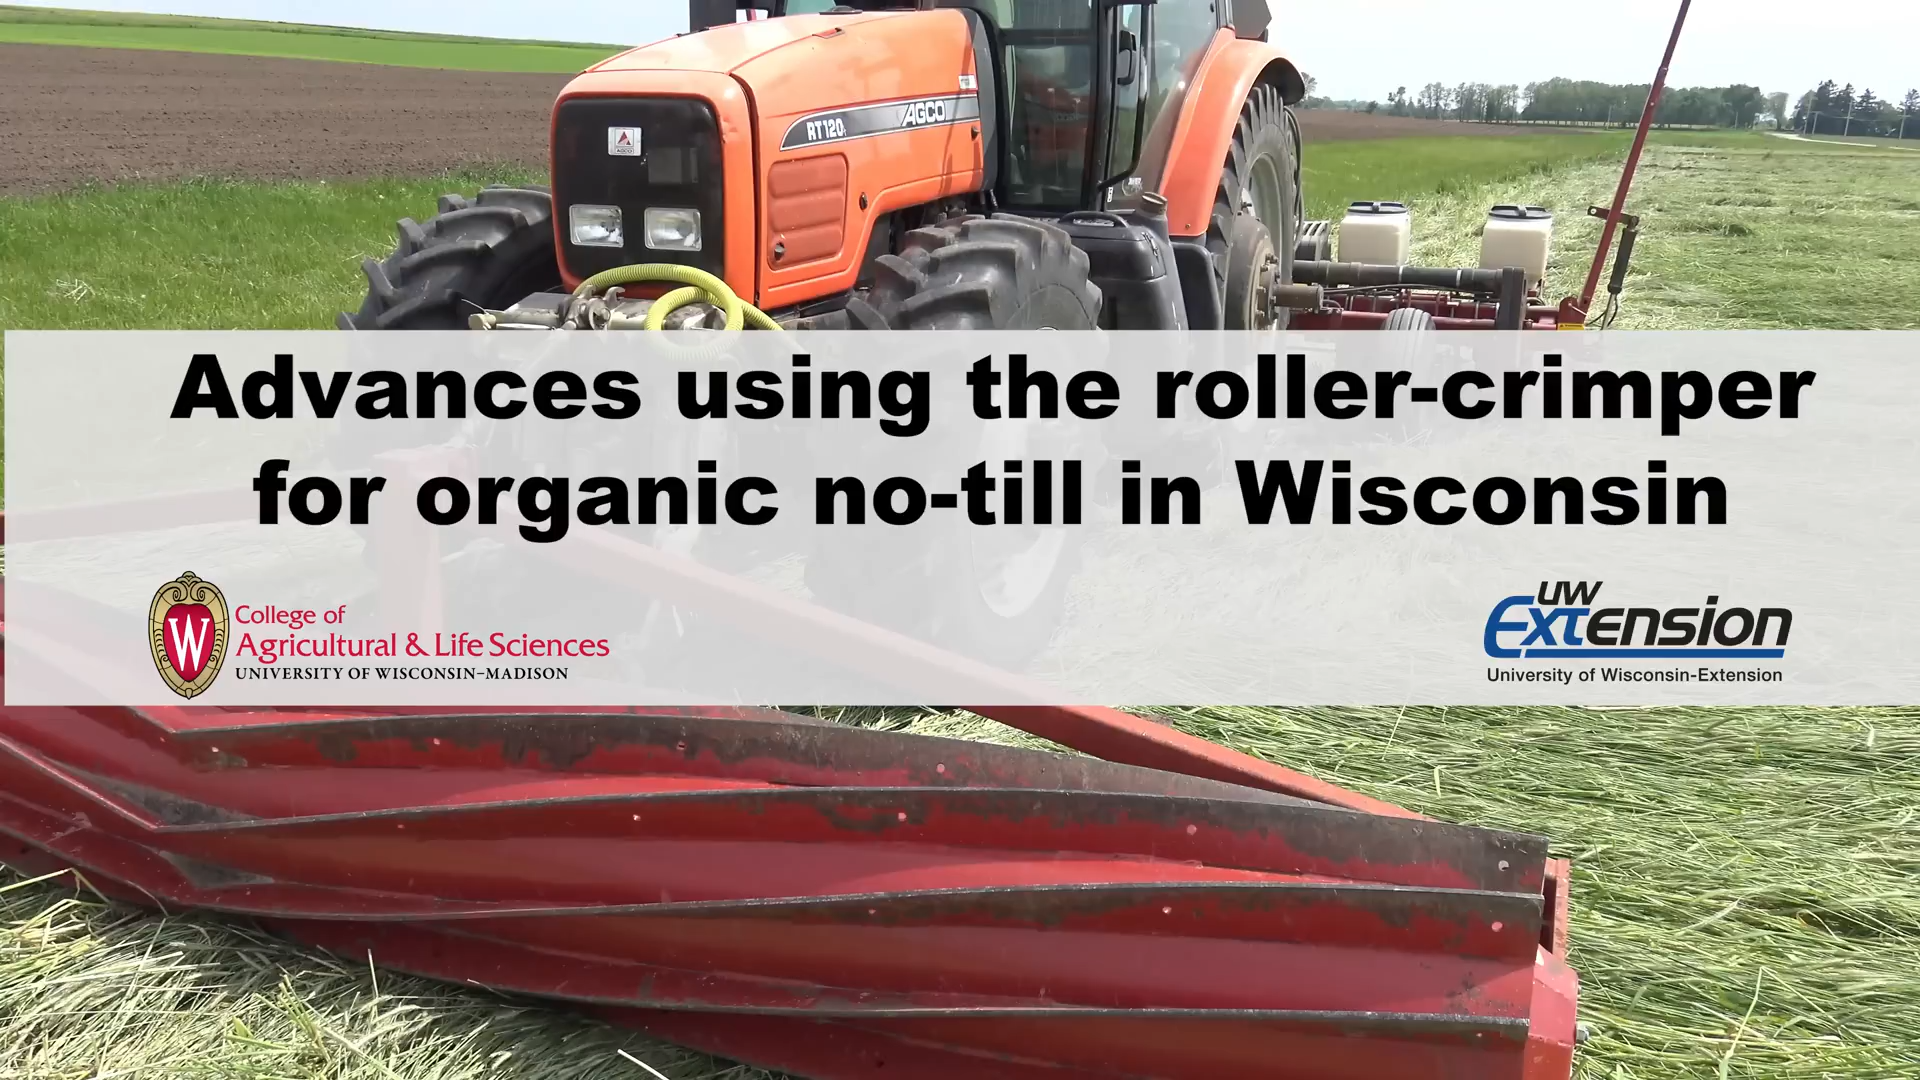 RT120
AGCO
AGCO
Advances using the roller-crimper
for organic no-till in Wisconsin
W
College of
Agricultural & Life Sciences
UNIVERSITY OF WISCONSIN–MADISON
UW
Extension
University of Wisconsin-Extension